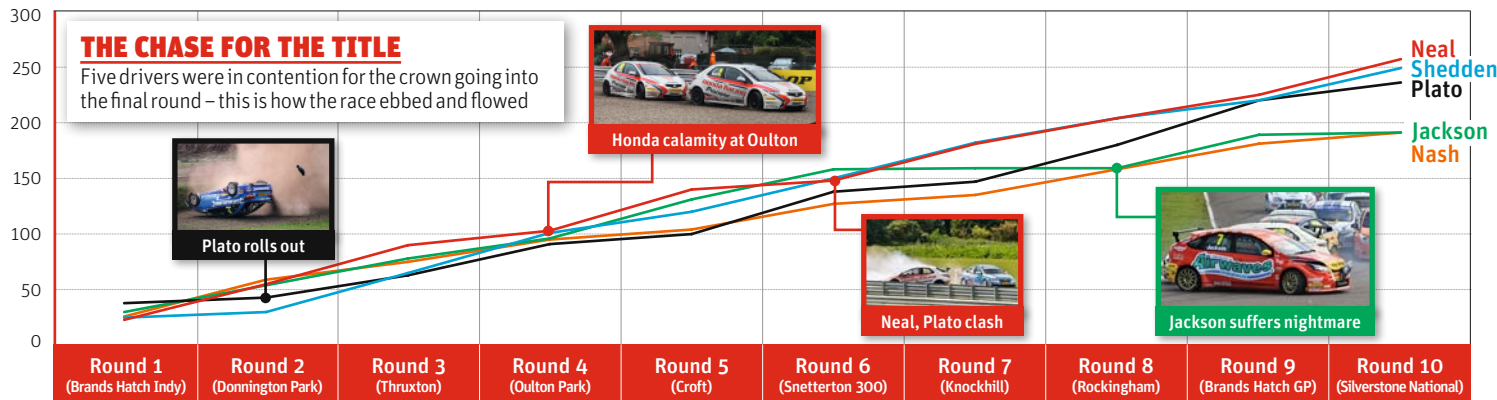 THE CHASE FOR THE TITLE
Five drivers were in contention for the crown going into
the final round – this is how the race ebbed and flowed
300
250
200
150
100
50
0
Plato rolls out
Honda calamity at Oulton
Neal, Plato clash
7
Jackson
Airwaves
Jackson suffers nightmare
Neal
Shedden
Plato
Jackson
Nash
Round 1
(Brands Hatch Indy)
Round 2
(Donnington Park)
Round 3
(Thruxton)
Round 4
(Oulton Park)
Round 5
(Croft)
Round 6
(Snetterton 300)
Round 7
(Knockhill)
Round 8
(Rockingham)
Round 9
(Brands Hatch GP)
Round 10
(Silverstone National)